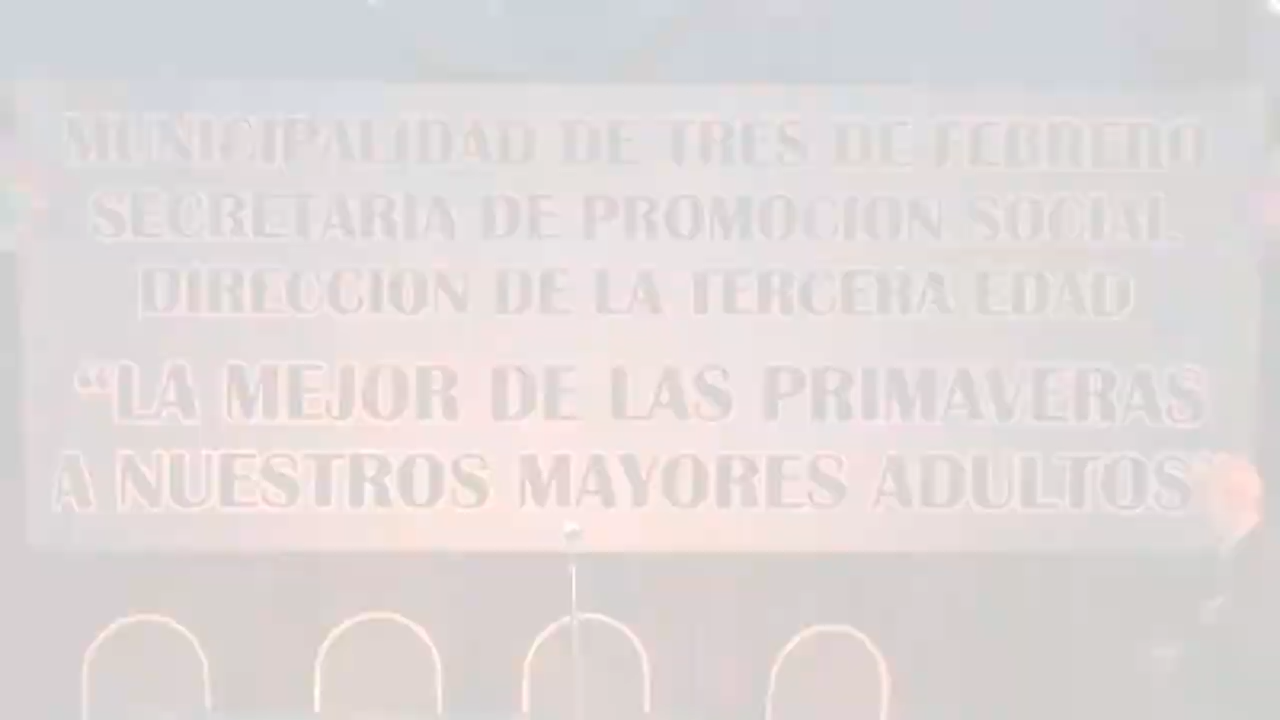 MUNICIPALIDAD DE TRES DE FEBRERO
SECRETARIA DE PROMOCION SOCIAL
DIRECCION DE LA TERCERA EDAD
“LA MEJOR DE LAS PRIMAVERAS
A NUESTROS MAYORES ADULTOS”